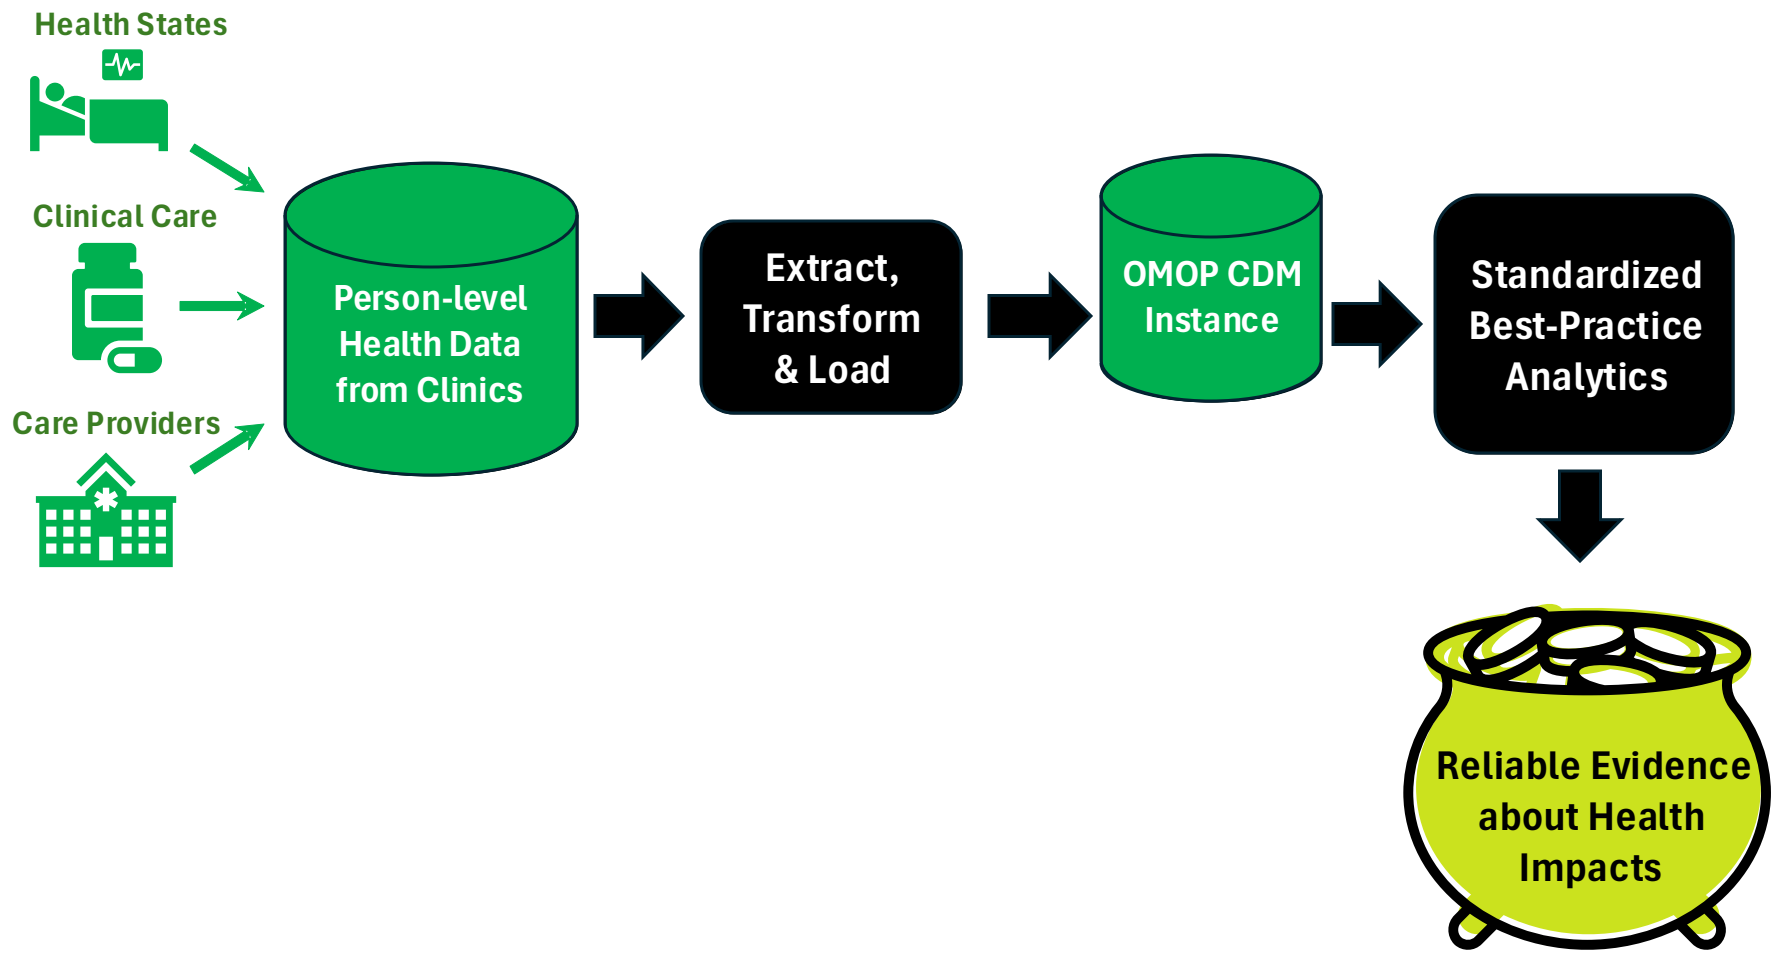 Health States
Clinical Care
Care Providers
Person-level
Health Data
from Clinics
Extract,
Transform
& Load
OMOP CDM
Instance
Standardized
Best-Practice
Analytics
Reliable Evidence
about Health
Impacts